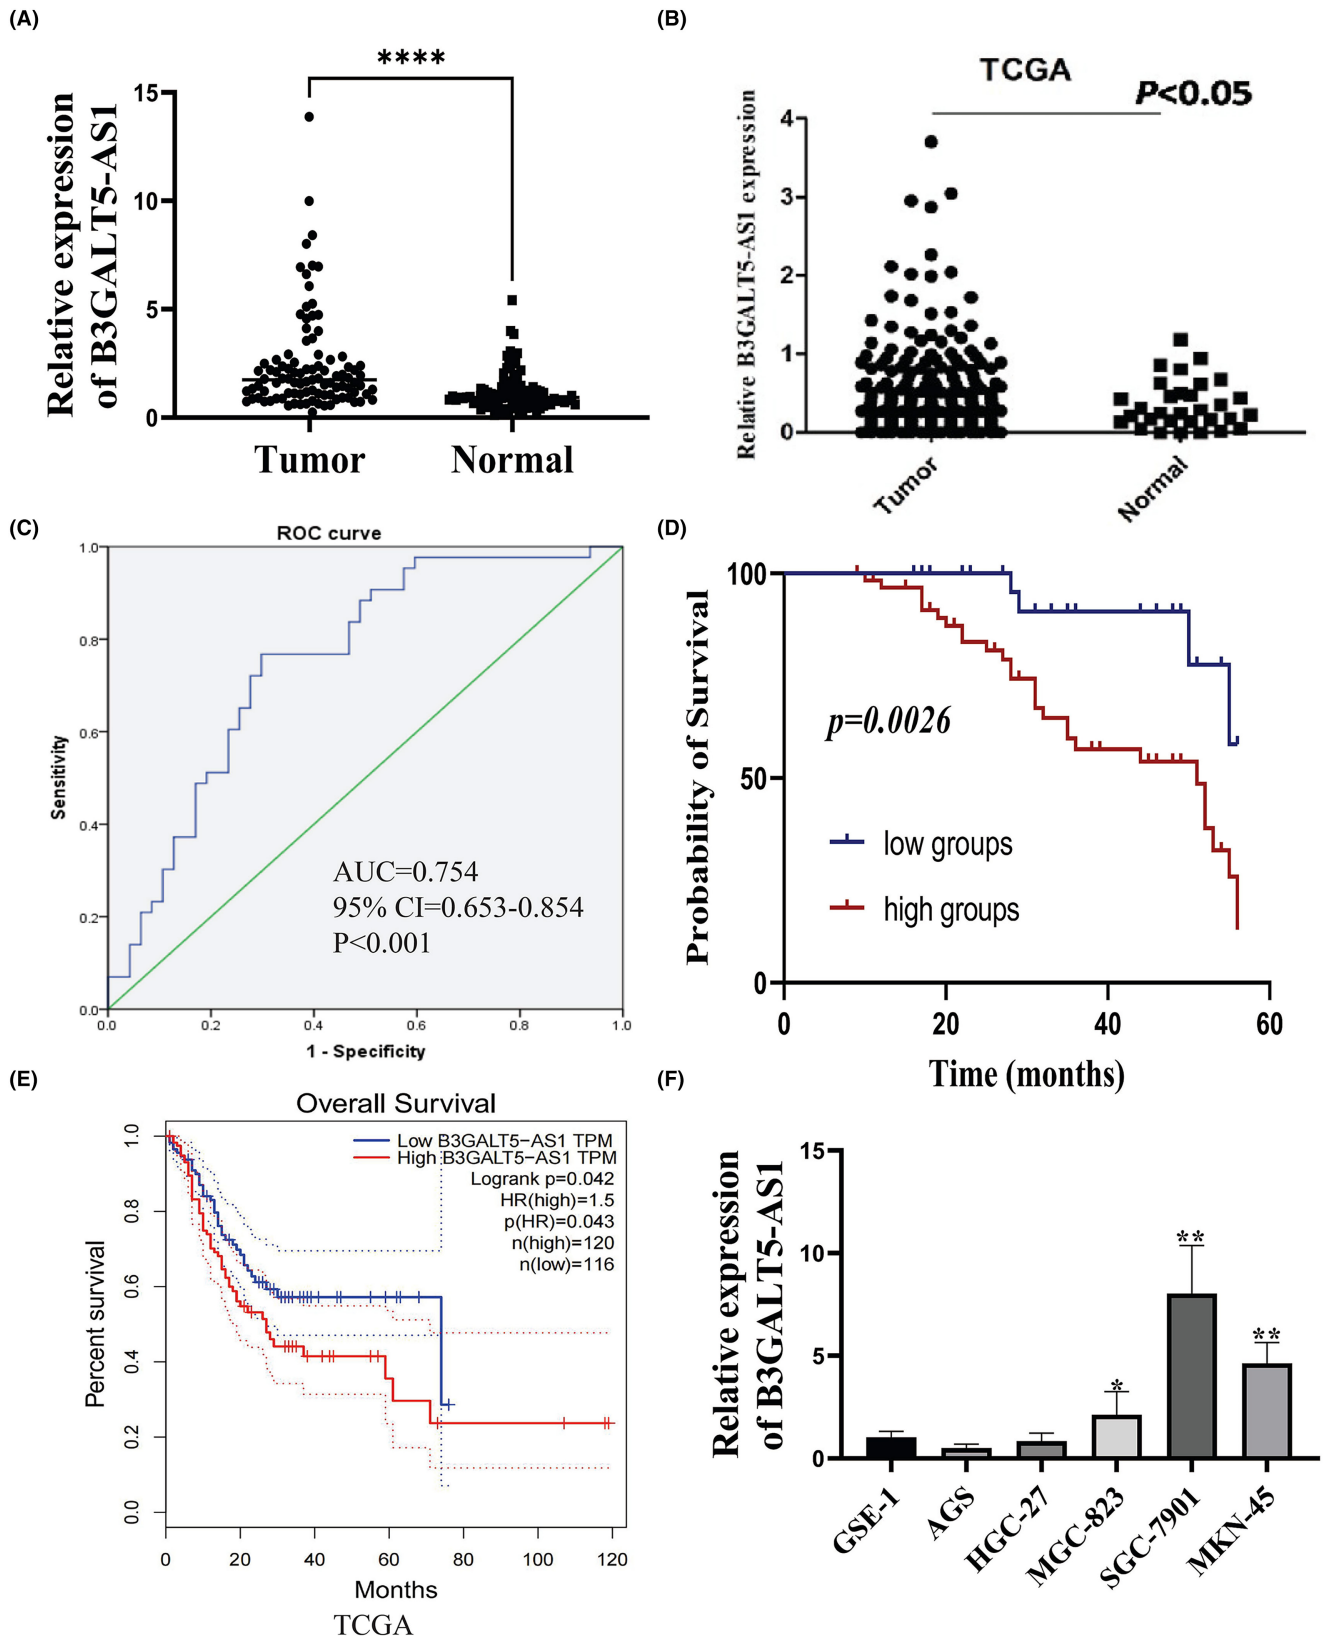 (A)
****
Relative expression
of B3GALT5-AS1
15
10
5
0
Tumor
Normal
(B)
TCGA
P<0.05
Relative B3GALT5-AS1 expression
4
3
2
1
0
Tumor
Normal
(C)
ROC curve
Sensitivity
1.0
0.8
0.6
0.4
0.2
0.0
AUC=0.754
95% CI=0.653-0.854
P<0.001
0.0
0.2
0.4
0.6
0.8
1.0
1 - Specificity
(D)
Probability of Survival
100
50
0
p=0.0026
low groups
high groups
0
20
40
60
Time (months)
(E)
Overall Survival
Percent survival
1.0
0.8
0.6
0.4
0.2
0.0
Low B3GALT5−AS1 TPM
High B3GALT5−AS1 TPM
Logrank p=0.042
HR(high)=1.5
p(HR)=0.043
n(high)=120
n(low)=116
0
20
40
60
80
100
120
Months
TCGA
(F)
Relative expression
of B3GALT5-AS1
15
10
5
0
*
**
**
GSE-1
AGS
HGC-27
MGC-823
SGC-7901
MKN-45